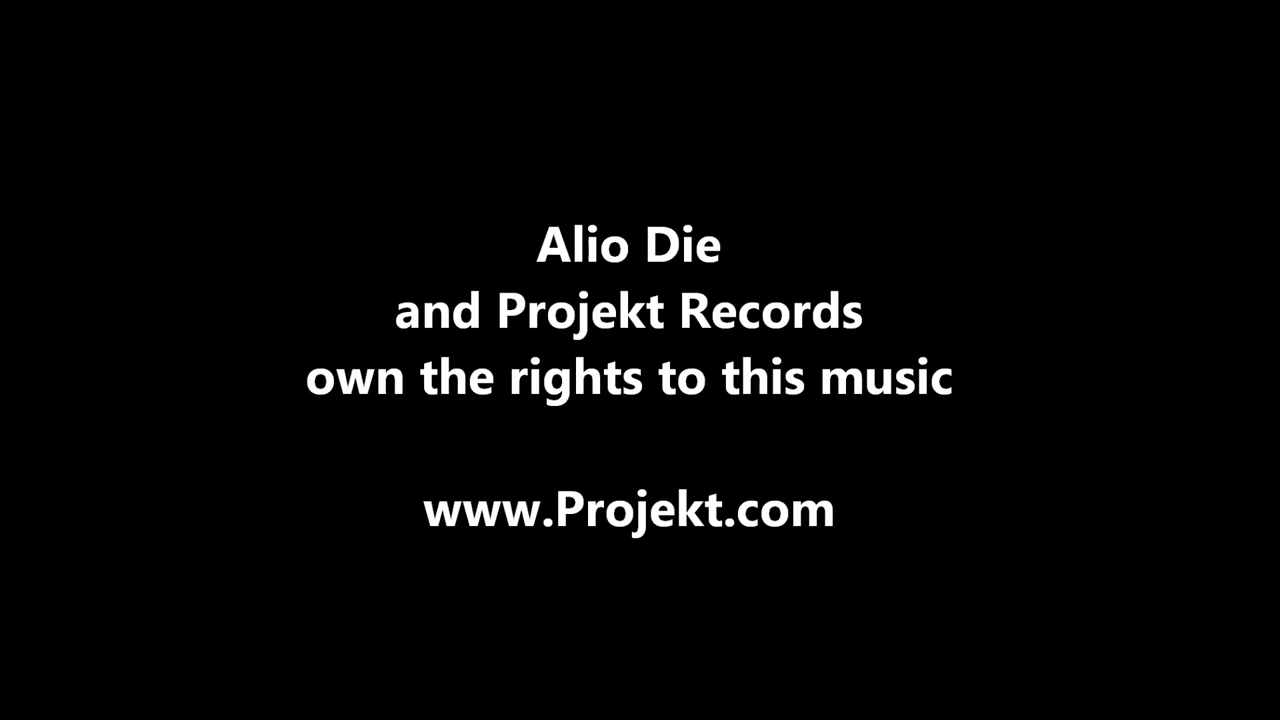 Alio Die
and Projekt Records
own the rights to this music
www.Projekt.com